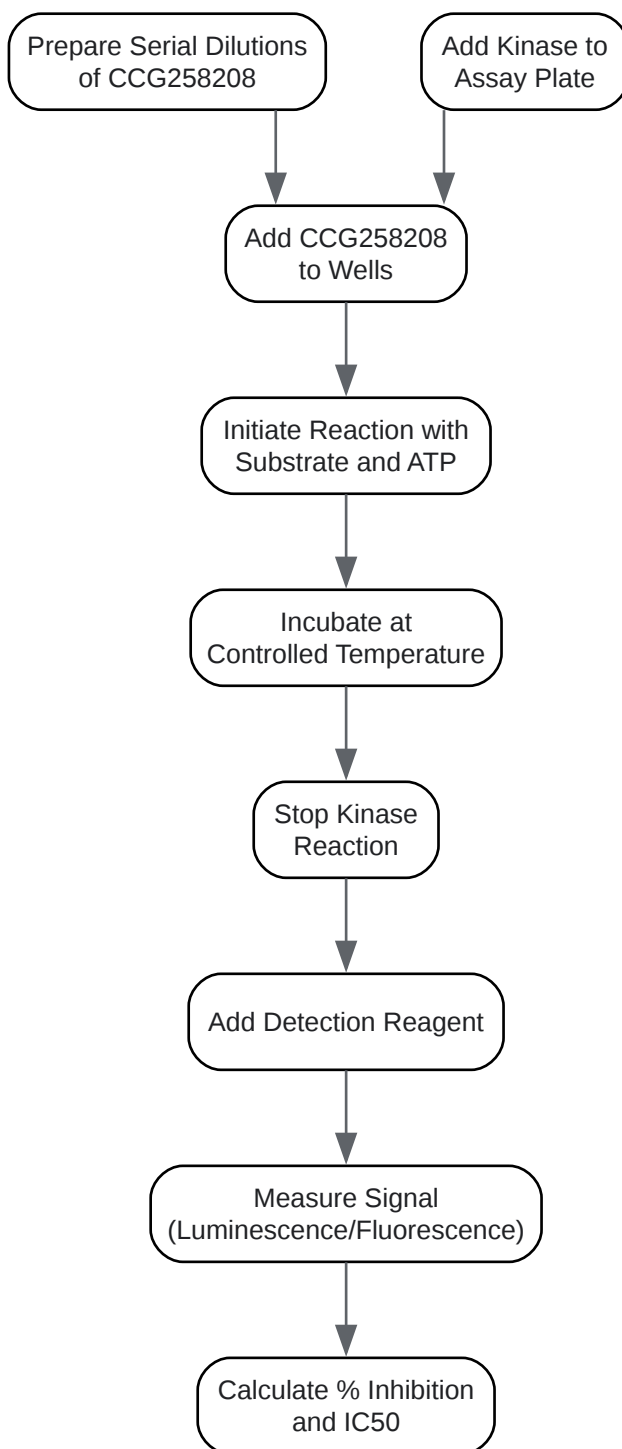 Prepare Serial Dilutions
of CCG258208
Add Kinase to
Assay Plate
Add CCG258208
to Wells
Initiate Reaction with
Substrate and ATP
Incubate at
Controlled Temperature
Stop Kinase
Reaction
Add Detection Reagent
Measure Signal
(Luminescence/Fluorescence)
Calculate % Inhibition
and IC50